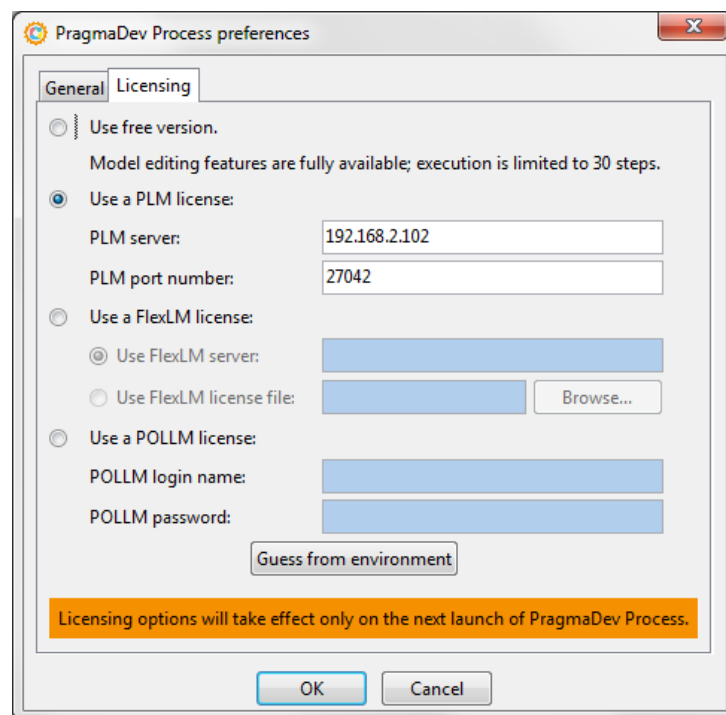 PragmaDev Process preferences
General
Licensing
Use free version.
Model editing features are fully available; execution is limited to 30 steps.
Use a PLM license:
PLM server: 192.168.2.102
PLM port number: 27042
Use a FlexLM license:
Use FlexLM server:
Use FlexLM license file: Browse...
Use a POLLM license:
POLLM login name:
POLLM password:
Guess from environment
Licensing options will take effect only on the next launch of PragmaDev Process.
OK Cancel